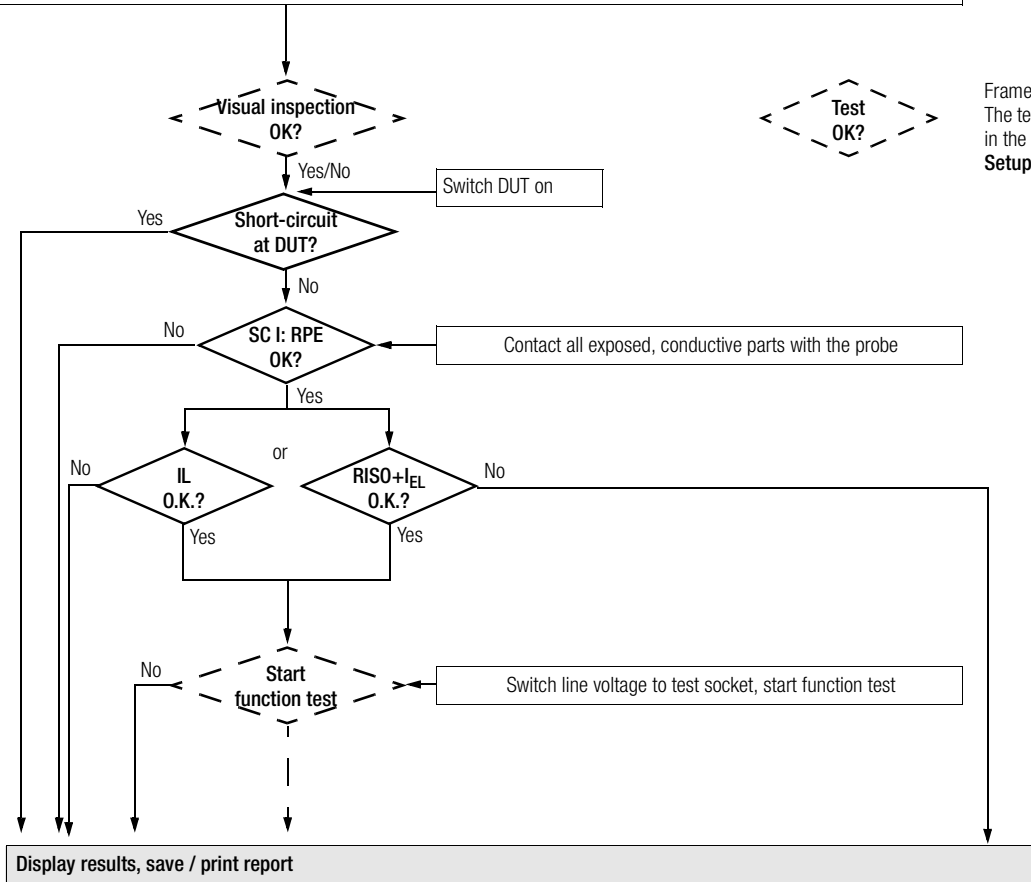 Visual inspection
OK?
Test
OK?
Frame
The te
in the
Setup
Yes/No
Switch DUT on
Yes
Short-circuit
at DUT?
No
No
SC I: RPE
OK?
Contact all exposed, conductive parts with the probe
Yes
No
IL
O.K.?
or
RISO+IEL
O.K.?
No
Yes
Yes
No
Start
function test
Switch line voltage to test socket, start function test
Display results, save / print report